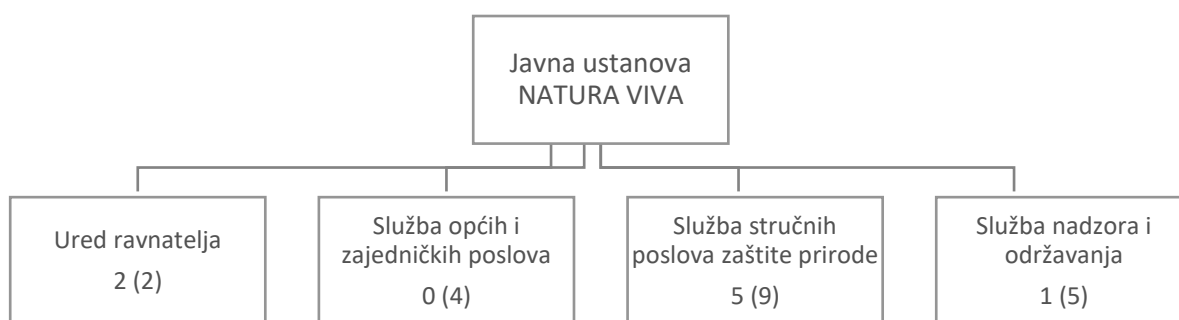 Javna ustanova
NATURA VIVA
Ured ravnatelja
2 (2)
Služba općih i
zajedničkih poslova
0 (4)
Služba stručnih
poslova zaštite prirode
5 (9)
Služba nadzora i
održavanja
1 (5)